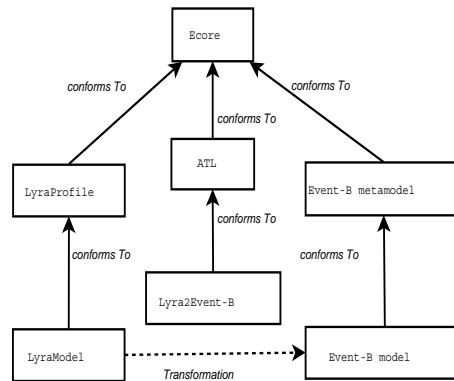 Ecore
conforms To
conforms To
conforms To
ATL
LyraProfile
Event-B metamodel
conforms To
conforms To
conforms To
Lyra2Event-B
LyraModel
Event-B model
Transformation